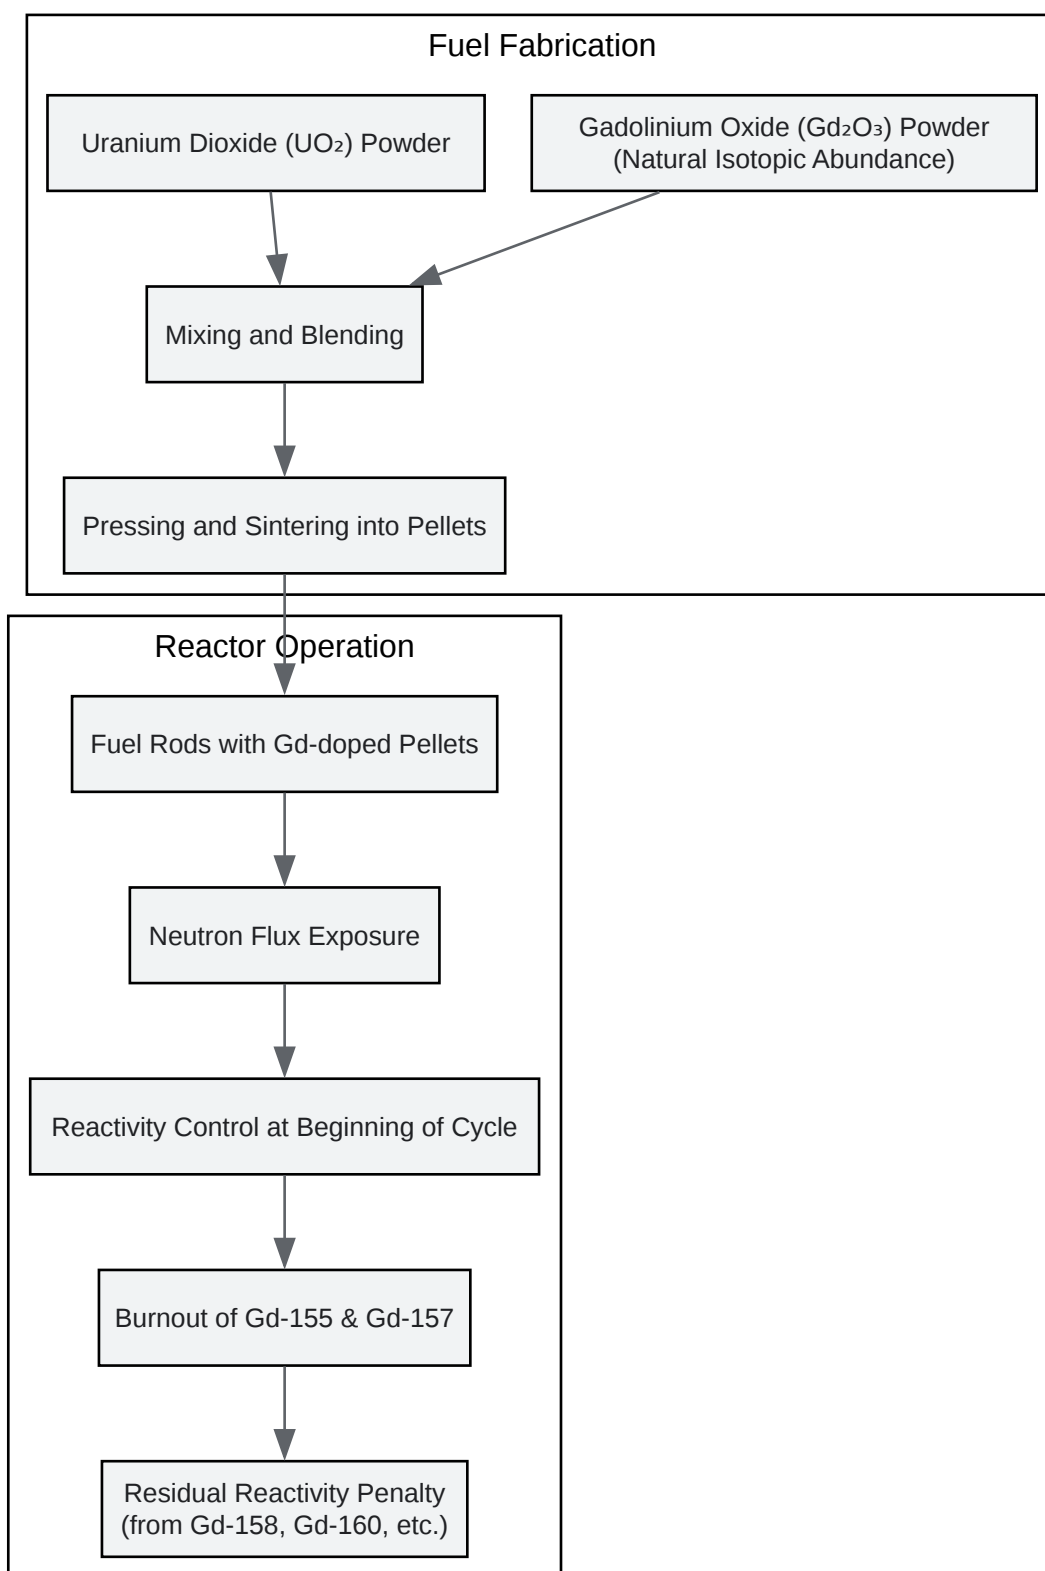 Fuel Fabrication
Uranium Dioxide (UO₂) Powder
Gadolinium Oxide (Gd₂O₃) Powder
(Natural Isotopic Abundance)
Mixing and Blending
Pressing and Sintering into Pellets
Reactor Operation
Fuel Rods with Gd-doped Pellets
Neutron Flux Exposure
Reactivity Control at Beginning of Cycle
Burnout of Gd-155 & Gd-157
Residual Reactivity Penalty
(from Gd-158, Gd-160, etc.)